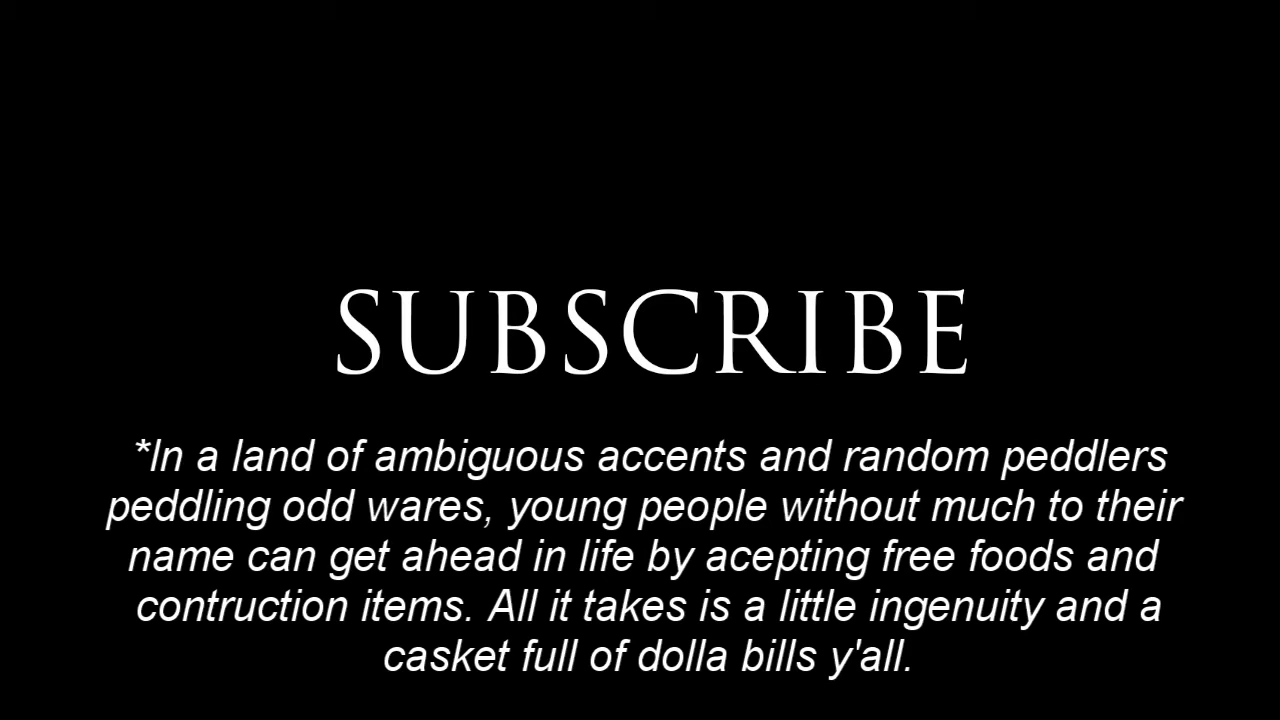 SUBSCRIBE
*In a land of ambiguous accents and random peddlers
peddling odd wares, young people without much to their
name can get ahead in life by acepting free foods and
contruction items. All it takes is a little ingenuity and a
casket full of dolla bills y'all.